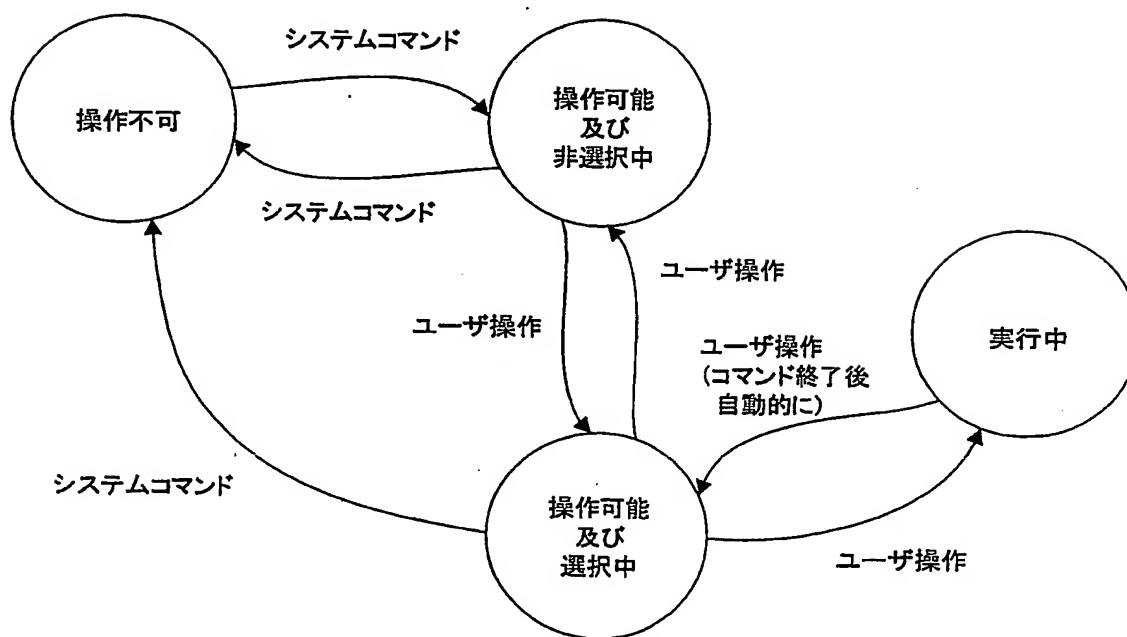 システムコマンド
操作不可
操作可能
及び
非選択中
システムコマンド
ユーザ操作
ユーザ操作
実行中
ユーザ操作
(コマンド終了後
自動的に)
システムコマンド
操作可能
及び
選択中
ユーザ操作